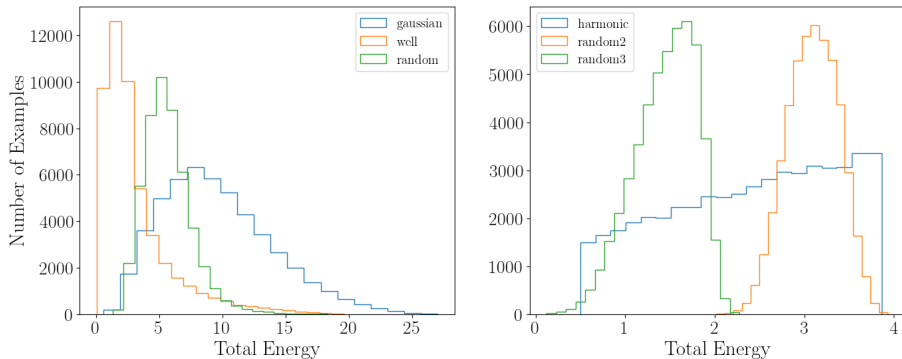 gaussian
well
random
12000
10000
8000
6000
4000
2000
0
Number of Examples
0
5
10
15
20
25
Total Energy
harmonic
random2
random3
6000
5000
4000
3000
2000
1000
0
0
1
2
3
4
Total Energy